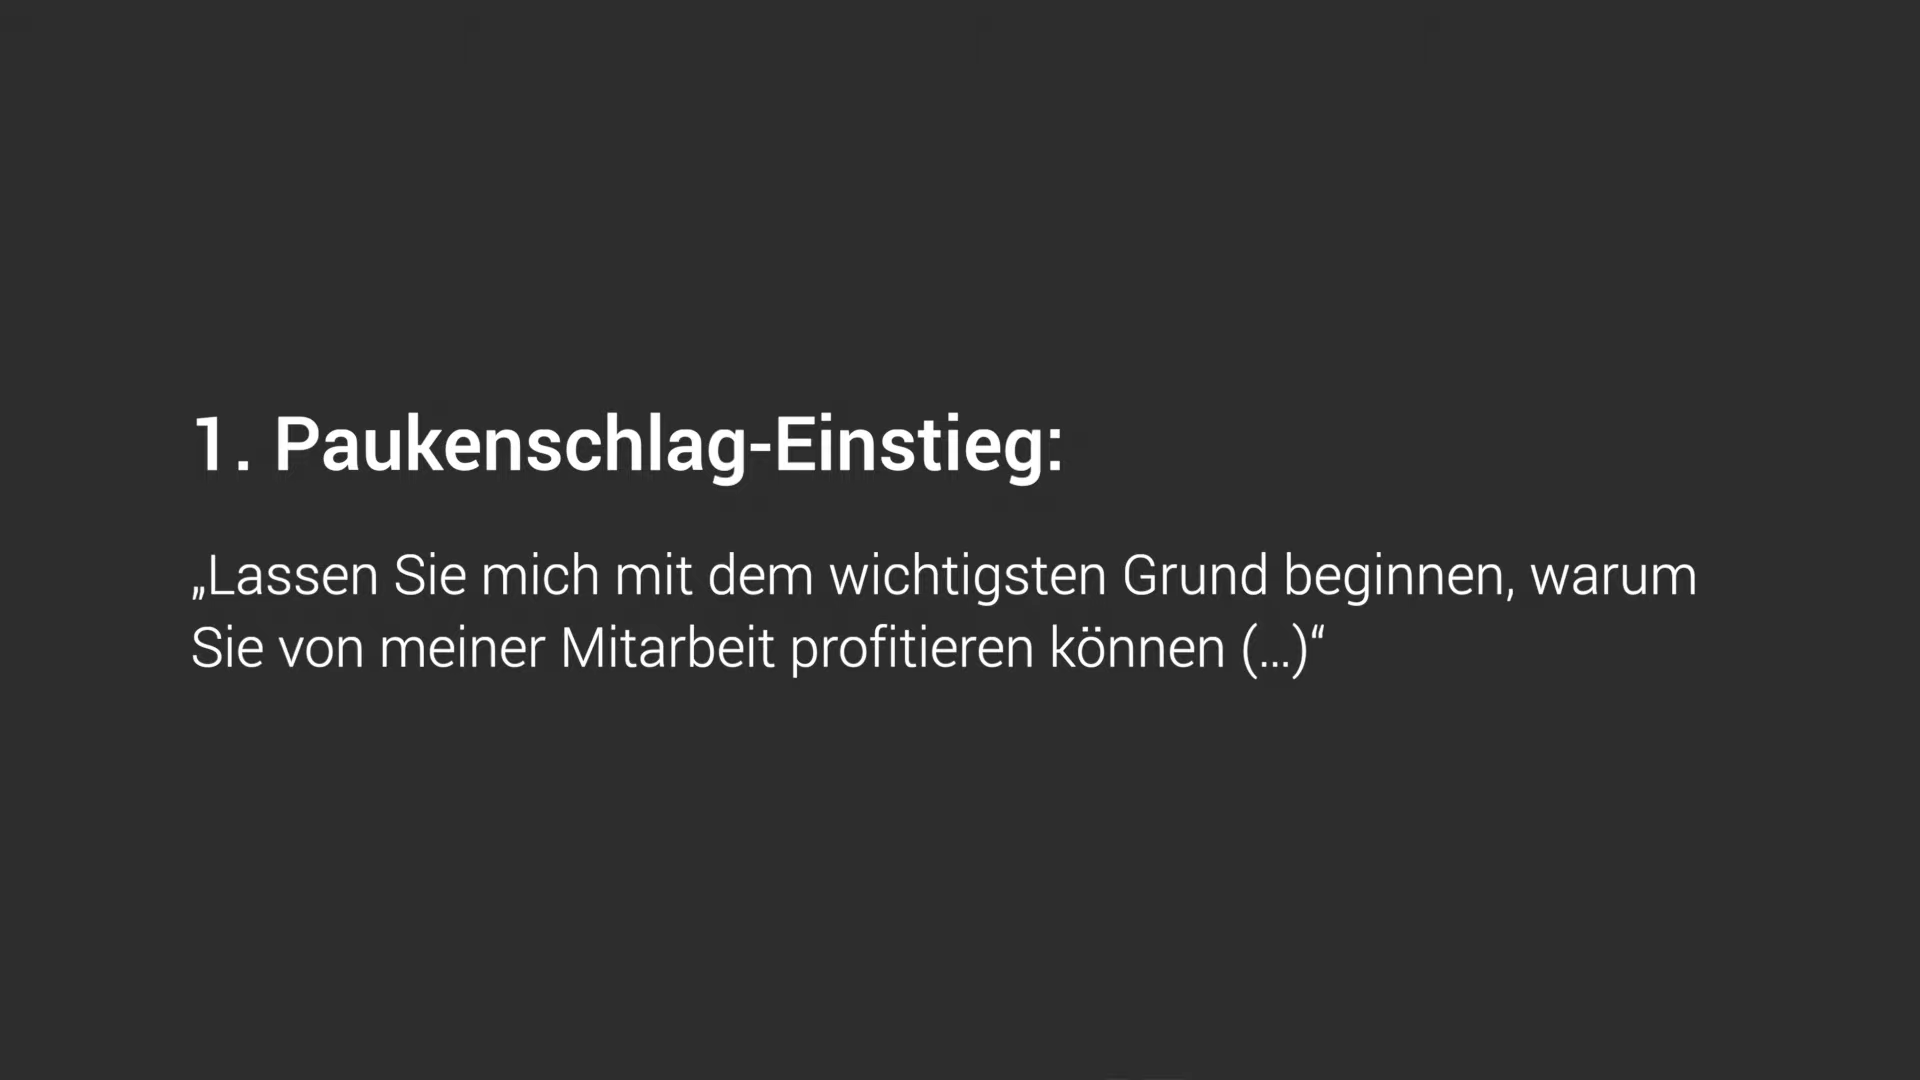 1. Paukenschlag-Einstieg:
„Lassen Sie mich mit dem wichtigsten Grund beginnen, warum
Sie von meiner Mitarbeit profitieren können (...)“